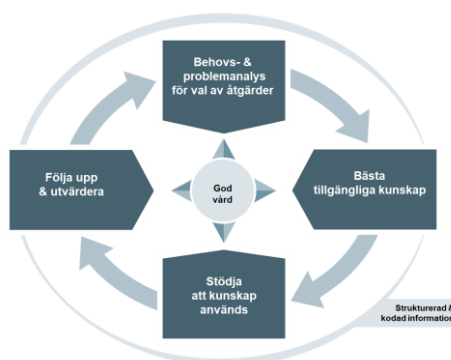 Behovs- &
problemanalys
för val av åtgärder
Följa upp
& utvärdera
God
vård
Bästa
tillgängliga kunskap
Stödja
att kunskap
används
Strukturerad &
kodad information